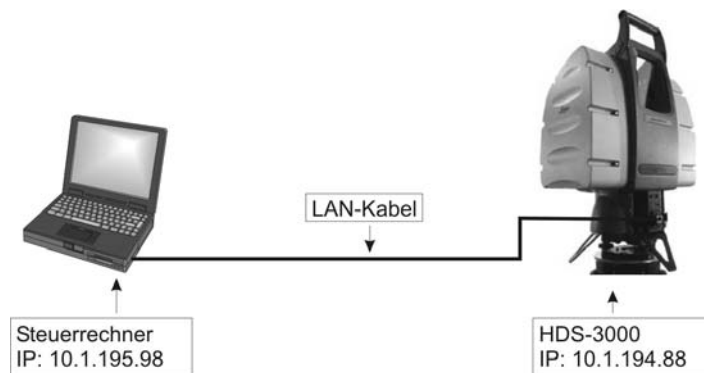 LAN-Kabel
Steuerrechner
IP: 10.1.195.98
HDS-3000
IP: 10.1.194.88